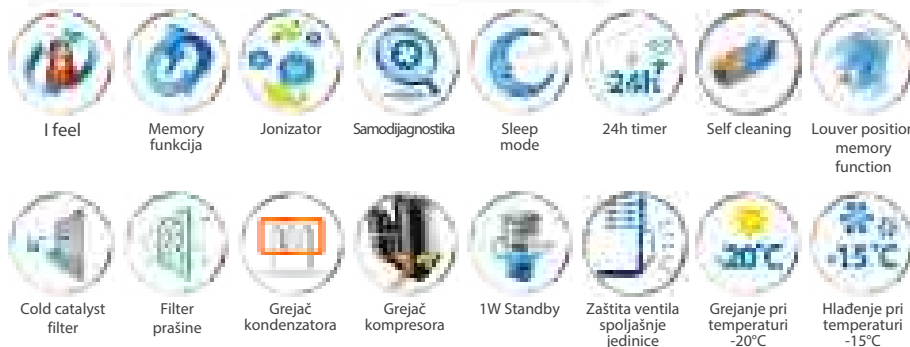 24h
I feel
Memory
funkcija
Jonizator
Samodijagnostika
Sleep
mode
24h timer
Self cleaning
Louver position
memory
function
-20°C
-15°C
Cold catalyst
filter
Filter
prašine
Grejač
kondenzatora
Grejač
kompresora
1W Standby
Zaštita ventila
spoljašnje
jedinice
Grejanje pri
temperaturi
-20°C
Hlađenje pri
temperaturi
-15°C